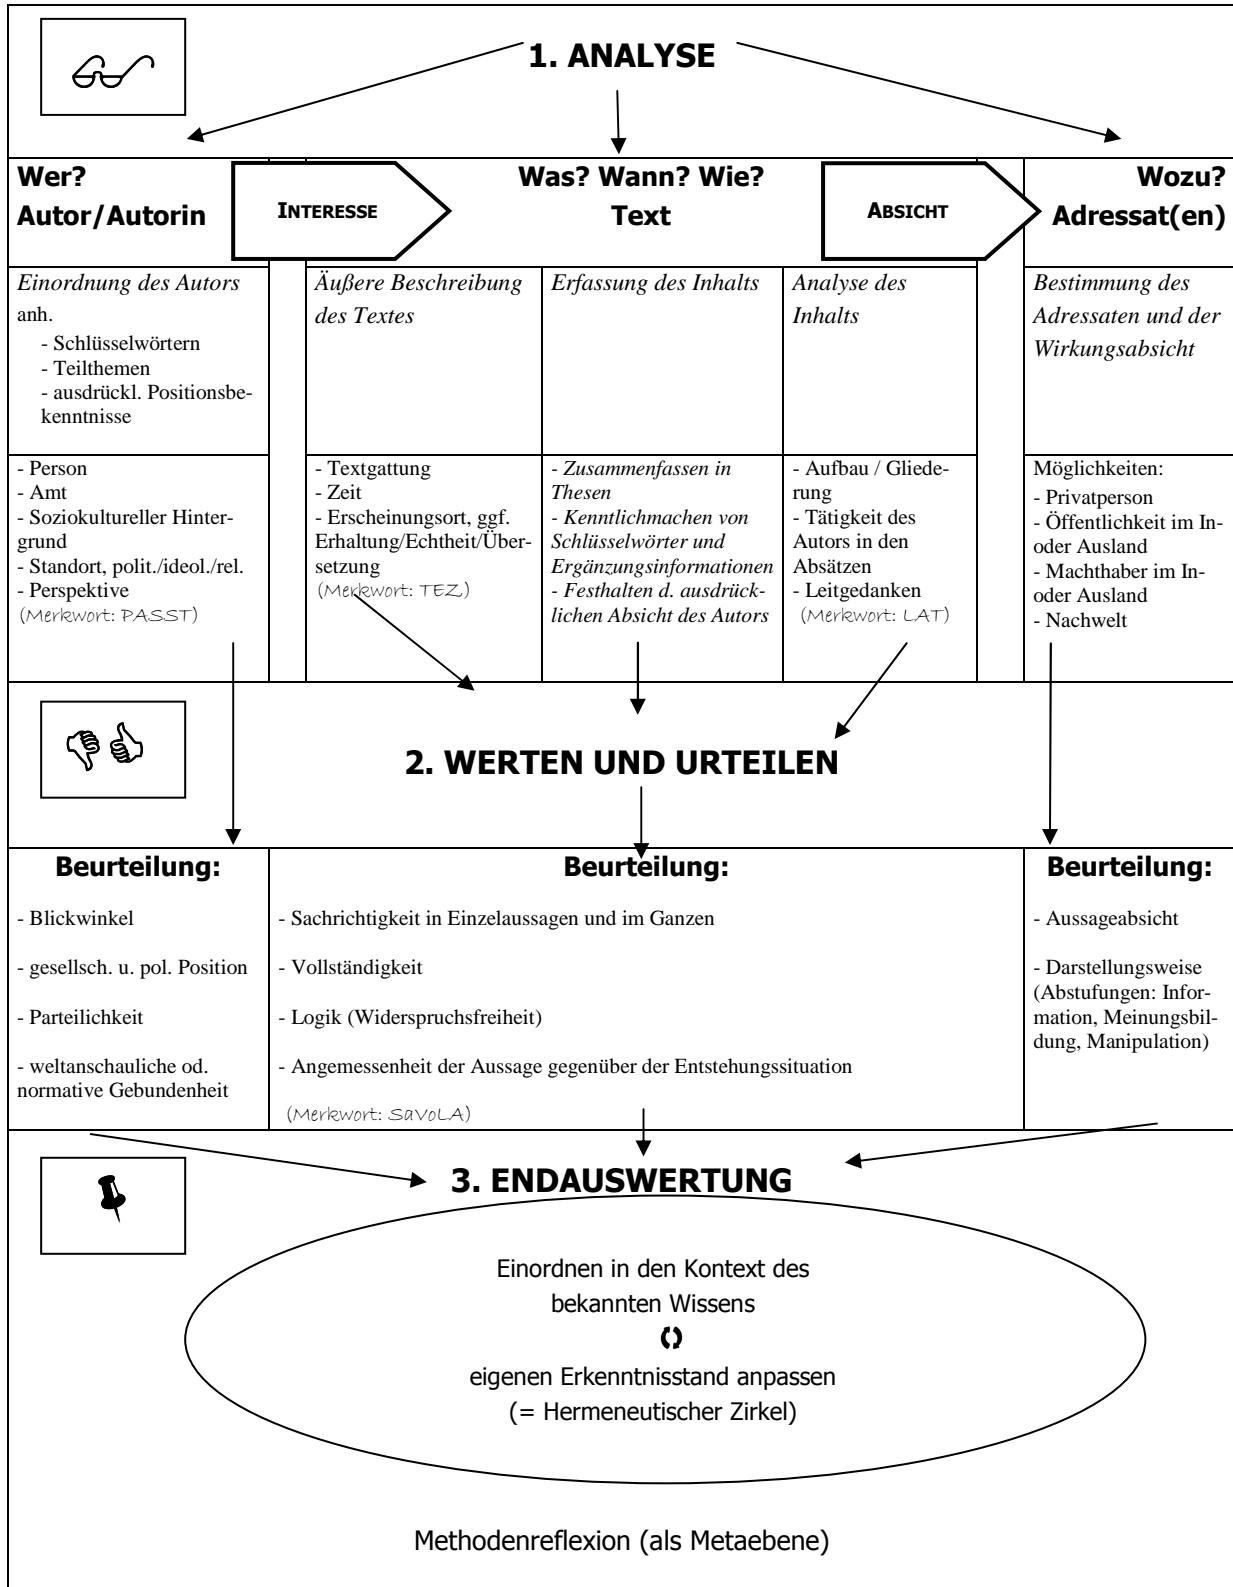 1. ANALYSE
Wer?
Autor/Autorin
INTERESSE
Was? Wann? Wie?
Text
ABSICHT
Wozu?
Adressat(en)
Einordnung des Autors
anh.
- Schlüsselwörtern
- Teilthemen
- ausdrückl. Positionsbe-
kenntnisse
Äußere Beschreibung
des Textes
Erfassung des Inhalts
Analyse des
Inhalts
Bestimmung des
Adressaten und der
Wirkungsabsicht
- Person
- Amt
- Soziokultureller Hinter-
grund
- Standort, polit./ideol./rel.
- Perspektive
(Merkwort: PASST)
- Textgattung
- Zeit
- Erscheinungsort, ggf.
Erhaltung/Echtheit/Über-
setzung
(Merkwort: TEZ)
- Zusammenfassen in
Thesen
- Kenntlichmachen von
Schlüsselwörter und
Ergänzungsinformationen
- Festhalten d. ausdrück-
lichen Absicht des Autors
- Aufbau / Gliede-
rung
- Tätigkeit des
Autors in den
Absätzen
- Leitgedanken
(Merkwort: LAT)
Möglichkeiten:
- Privatperson
- Öffentlichkeit im In-
oder Ausland
- Machthaber im In-
oder Ausland
- Nachwelt
2. WERTEN UND URTEILEN
Beurteilung:
- Blickwinkel
- gesellsch. u. pol. Position
- Parteilichkeit
- weltanschauliche od.
normative Gebundenheit
Beurteilung:
- Sachrichtigkeit in Einzelaussagen und im Ganzen
- Vollständigkeit
- Logik (Widerspruchsfreiheit)
- Angemessenheit der Aussage gegenüber der Entstehungssituation
(Merkwort: SaVoLA)
Beurteilung:
- Aussageabsicht
- Darstellungsweise
(Abstufungen: Infor-
mation, Meinungsbil-
dung, Manipulation)
3. ENDAUSWERTUNG
Einordnen in den Kontext des
bekannten Wissens
eigenen Erkenntnisstand anpassen
(= Hermeneutischer Zirkel)
Methodenreflexion (als Metaebene)